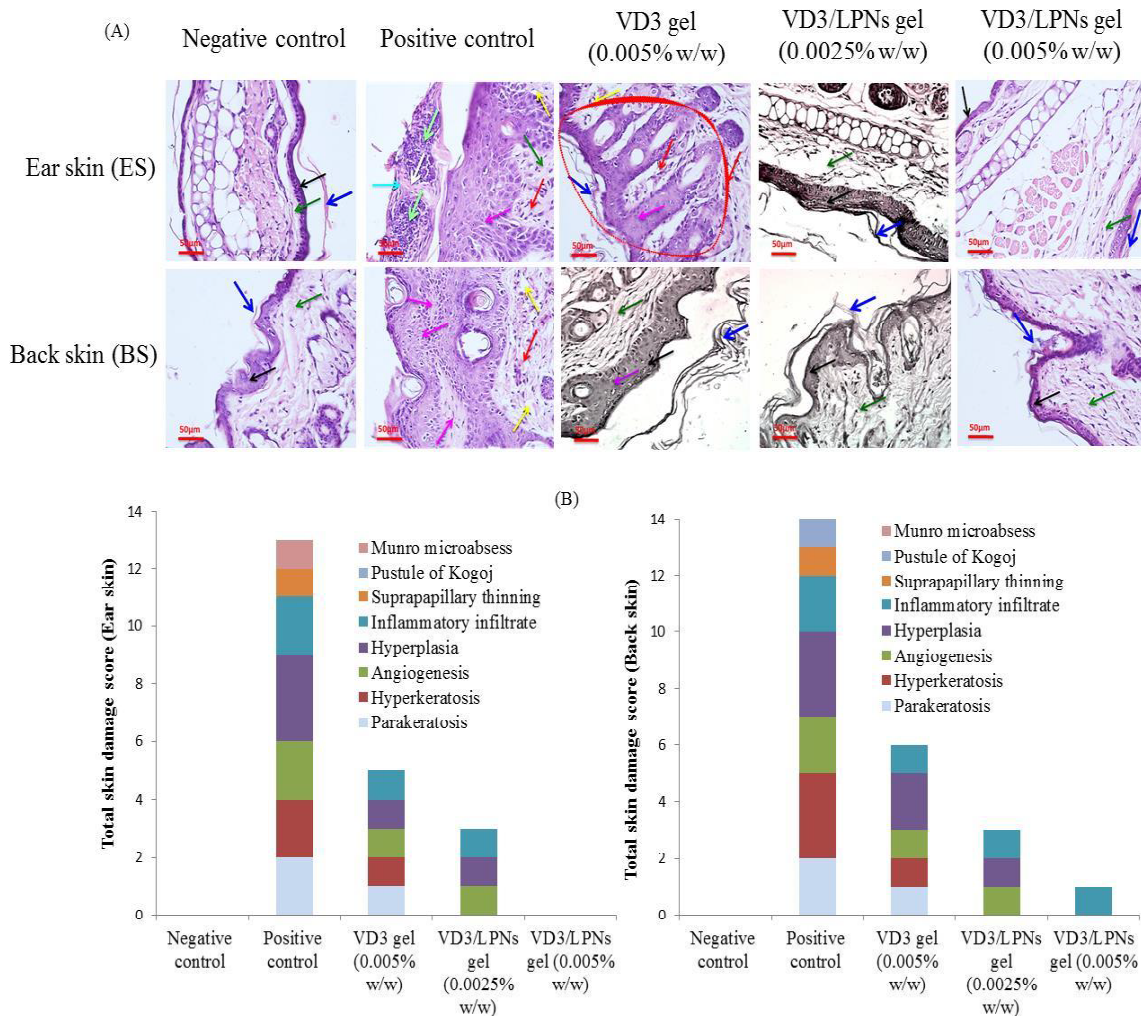 (A)
Negative control
Positive control
VD3 gel
(0.005% w/w)
VD3/LPNs gel
(0.0025% w/w)
VD3/LPNs gel
(0.005% w/w)
Ear skin (ES)
50µm
50µm
50µm
50µm
50µm
Back skin (BS)
50µm
50µm
50µm
50µm
50µm
(B)
Total skin damage score (Ear skin)
14
12
10
8
6
4
2
0
Munro microabsess
Pustule of Kogoj
Suprapapillary thinning
Inflammatory infiltrate
Hyperplasia
Angiogenesis
Hyperkeratosis
Parakeratosis
Negative
control
Positive
control
VD3 gel
(0.005%
w/w)
VD3/LPNs
gel
(0.0025%
w/w)
VD3/LPNs
gel (0.005%
w/w)
Total skin damage score (Back skin)
14
12
10
8
6
4
2
0
Munro microabsess
Pustule of Kogoj
Suprapapillary thinning
Inflammatory infiltrate
Hyperplasia
Angiogenesis
Hyperkeratosis
Parakeratosis
Negative
control
Positive
control
VD3 gel
(0.005%
w/w)
VD3/LPNs
gel
(0.0025%
w/w)
VD3/LPNs
gel (0.005%
w/w)